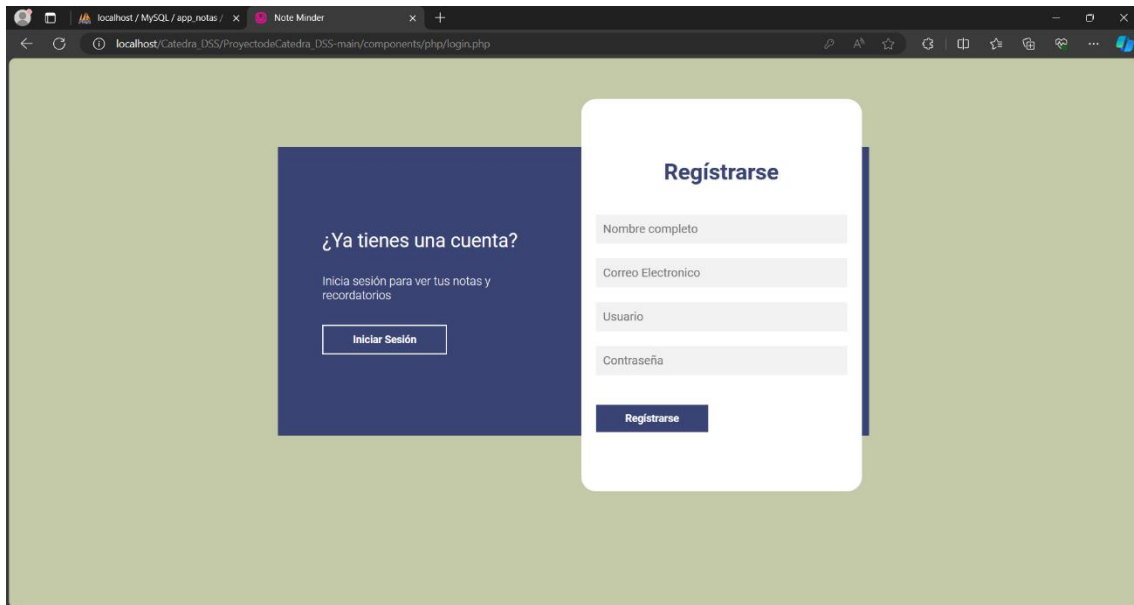 localhost / MySQL / app_notas /
Note Minder
localhost/Catedra_DSS/ProyectodeCatedra_DSS-main/components/php/login.php
¿Ya tienes una cuenta?
Inicia sesión para ver tus notas y
recordatorios
Iniciar Sesión
Regístrarse
Nombre completo
Correo Electronico
Usuario
Contraseña
Regístrarse